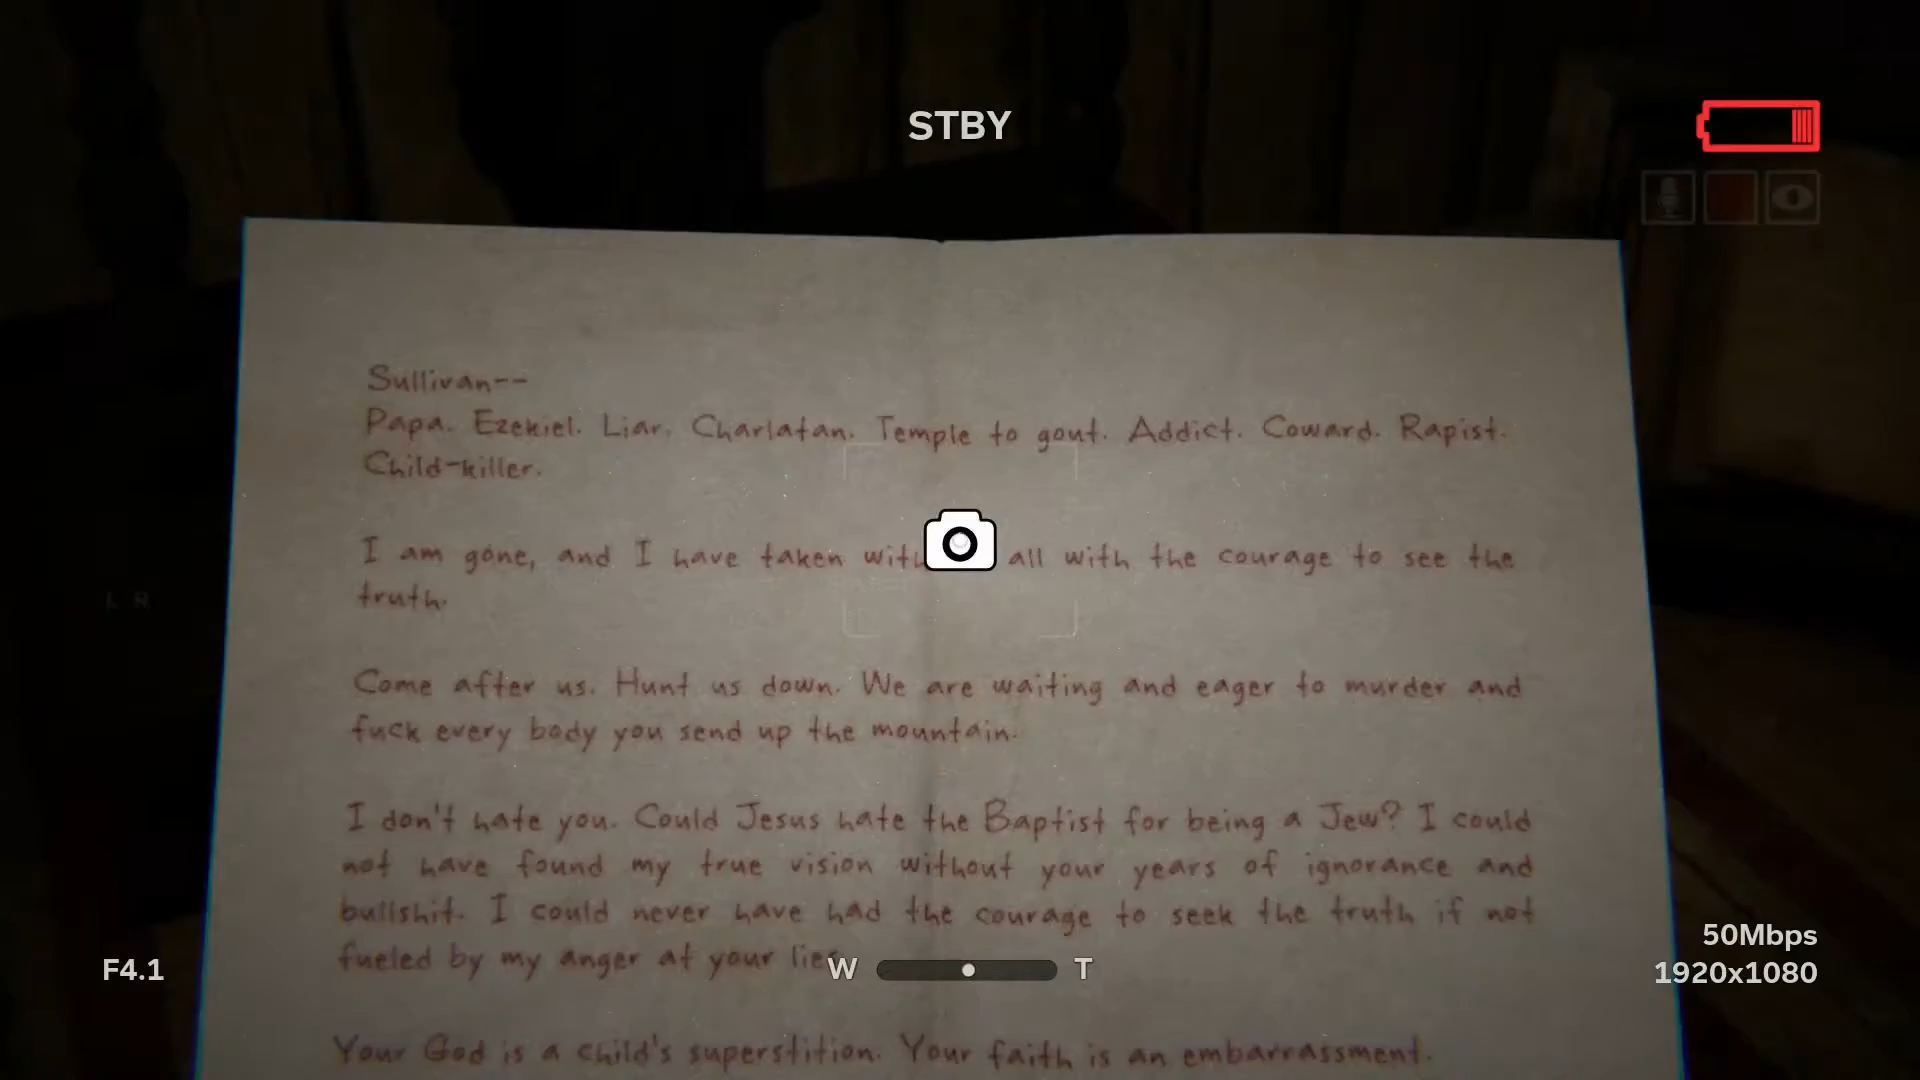 STBY
Sullivan--
Papa. Ezekiel. Liar. Charlatan. Temple to gout. Addict. Coward. Rapist.
Child-killer.
I am gone, and I have taken with all with the courage to see the
truth.
L R
Come after us. Hunt us down. We are waiting and eager to murder and
fuck every body you send up the mountain.
I don't hate you. Could Jesus hate the Baptist for being a Jew? I could
not have found my true vision without your years of ignorance and
bullshit. I could never have had the courage to seek the truth if not
fueled by my anger at your lies
50Mbps
F4.1
W T
1920x1080
Your God is a child's superstition. Your faith is an embarrassment.